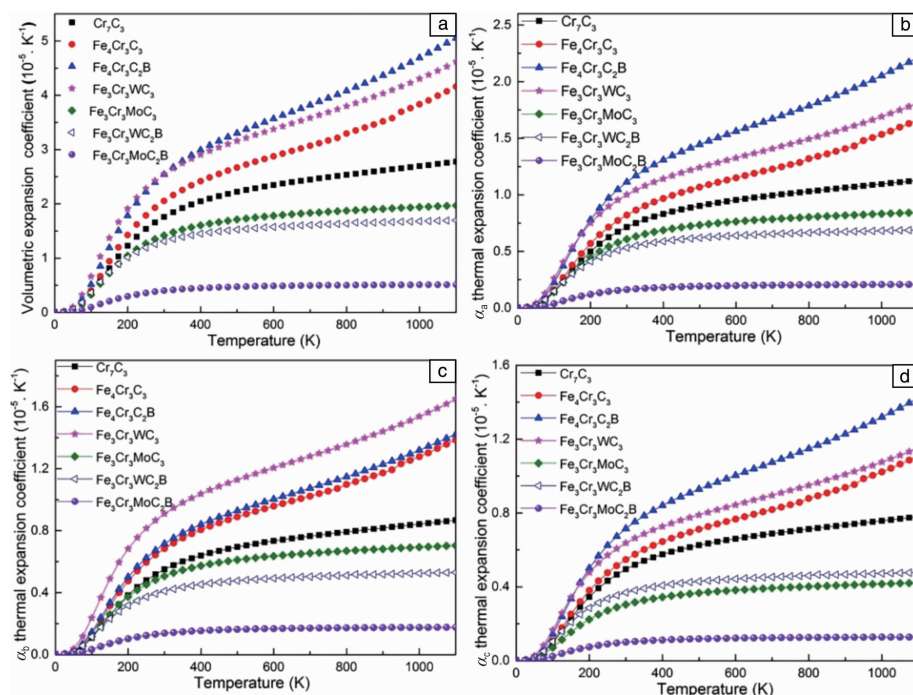 a
Cr₇C₃
Fe₄Cr₃C₃
Fe₄Cr₃C₂B
Fe₃Cr₃WC₃
Fe₃Cr₃MoC₃
Fe₃Cr₃WC₂B
Fe₃Cr₃MoC₂B
Volumetric expansion coefficient (10⁻⁵. K⁻¹)
5
4
3
2
1
0
0 200 400 600 800 1000
Temperature (K)
b
Cr₇C₃
Fe₄Cr₃C₃
Fe₄Cr₃C₂B
Fe₃Cr₃WC₃
Fe₃Cr₃MoC₃
Fe₃Cr₃WC₂B
Fe₃Cr₃MoC₂B
αₐ thermal expansion coefficient (10⁻⁵. K⁻¹)
2.5
2.0
1.5
1.0
0.5
0.0
0 200 400 600 800 1000
Temperature (K)
c
Cr₇C₃
Fe₄Cr₃C₃
Fe₄Cr₃C₂B
Fe₃Cr₃WC₃
Fe₃Cr₃MoC₃
Fe₃Cr₃WC₂B
Fe₃Cr₃MoC₂B
α_b thermal expansion coefficient (10⁻⁵. K⁻¹)
1.6
1.2
0.8
0.4
0.0
0 200 400 600 800 1000
Temperature (K)
d
Cr₇C₃
Fe₄Cr₃C₃
Fe₄Cr₃C₂B
Fe₃Cr₃WC₃
Fe₃Cr₃MoC₃
Fe₃Cr₃WC₂B
Fe₃Cr₃MoC₂B
α_c thermal expansion coefficient (10⁻⁵. K⁻¹)
1.6
1.2
0.8
0.4
0.0
0 200 400 600 800 1000
Temperature (K)